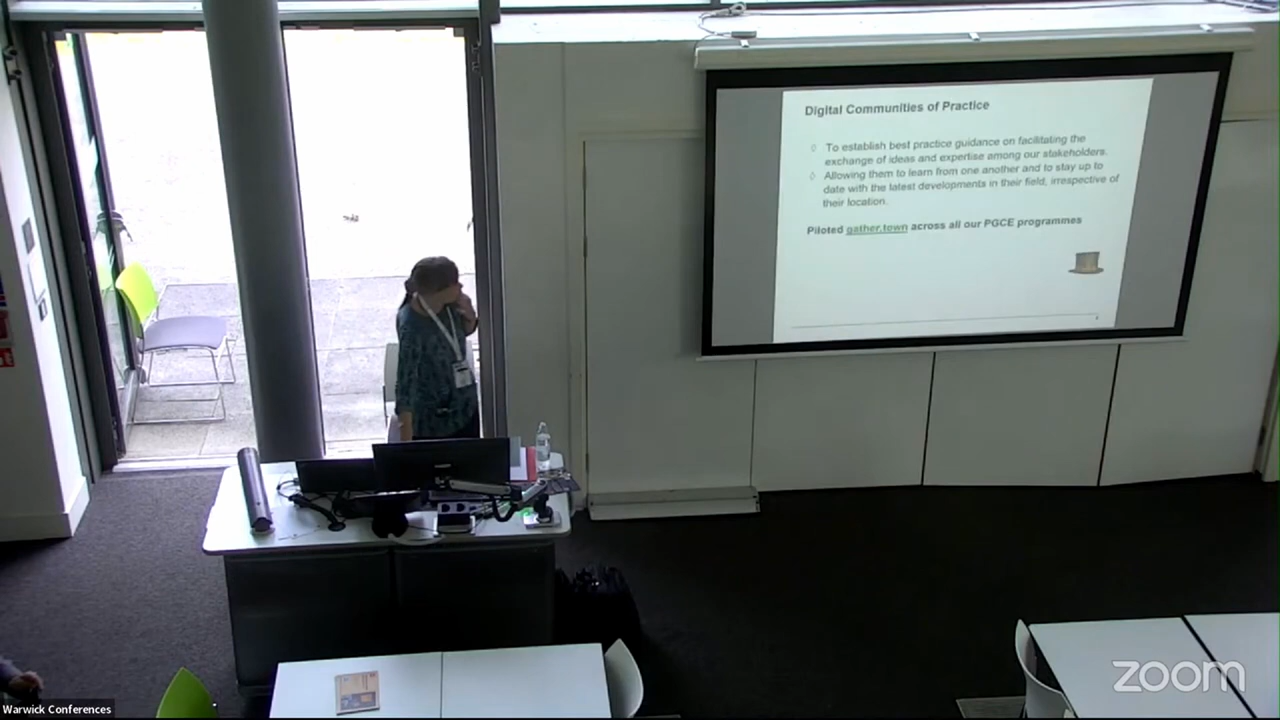 Digital Communities of Practice
◊ To establish best practice guidance on facilitating the
exchange of ideas and expertise among our stakeholders.
◊ Allowing them to learn from one another and to stay up to
date with the latest developments in their field, irrespective of
their location.
Piloted gather.town across all our PGCE programmes
zoom
Warwick Conferences